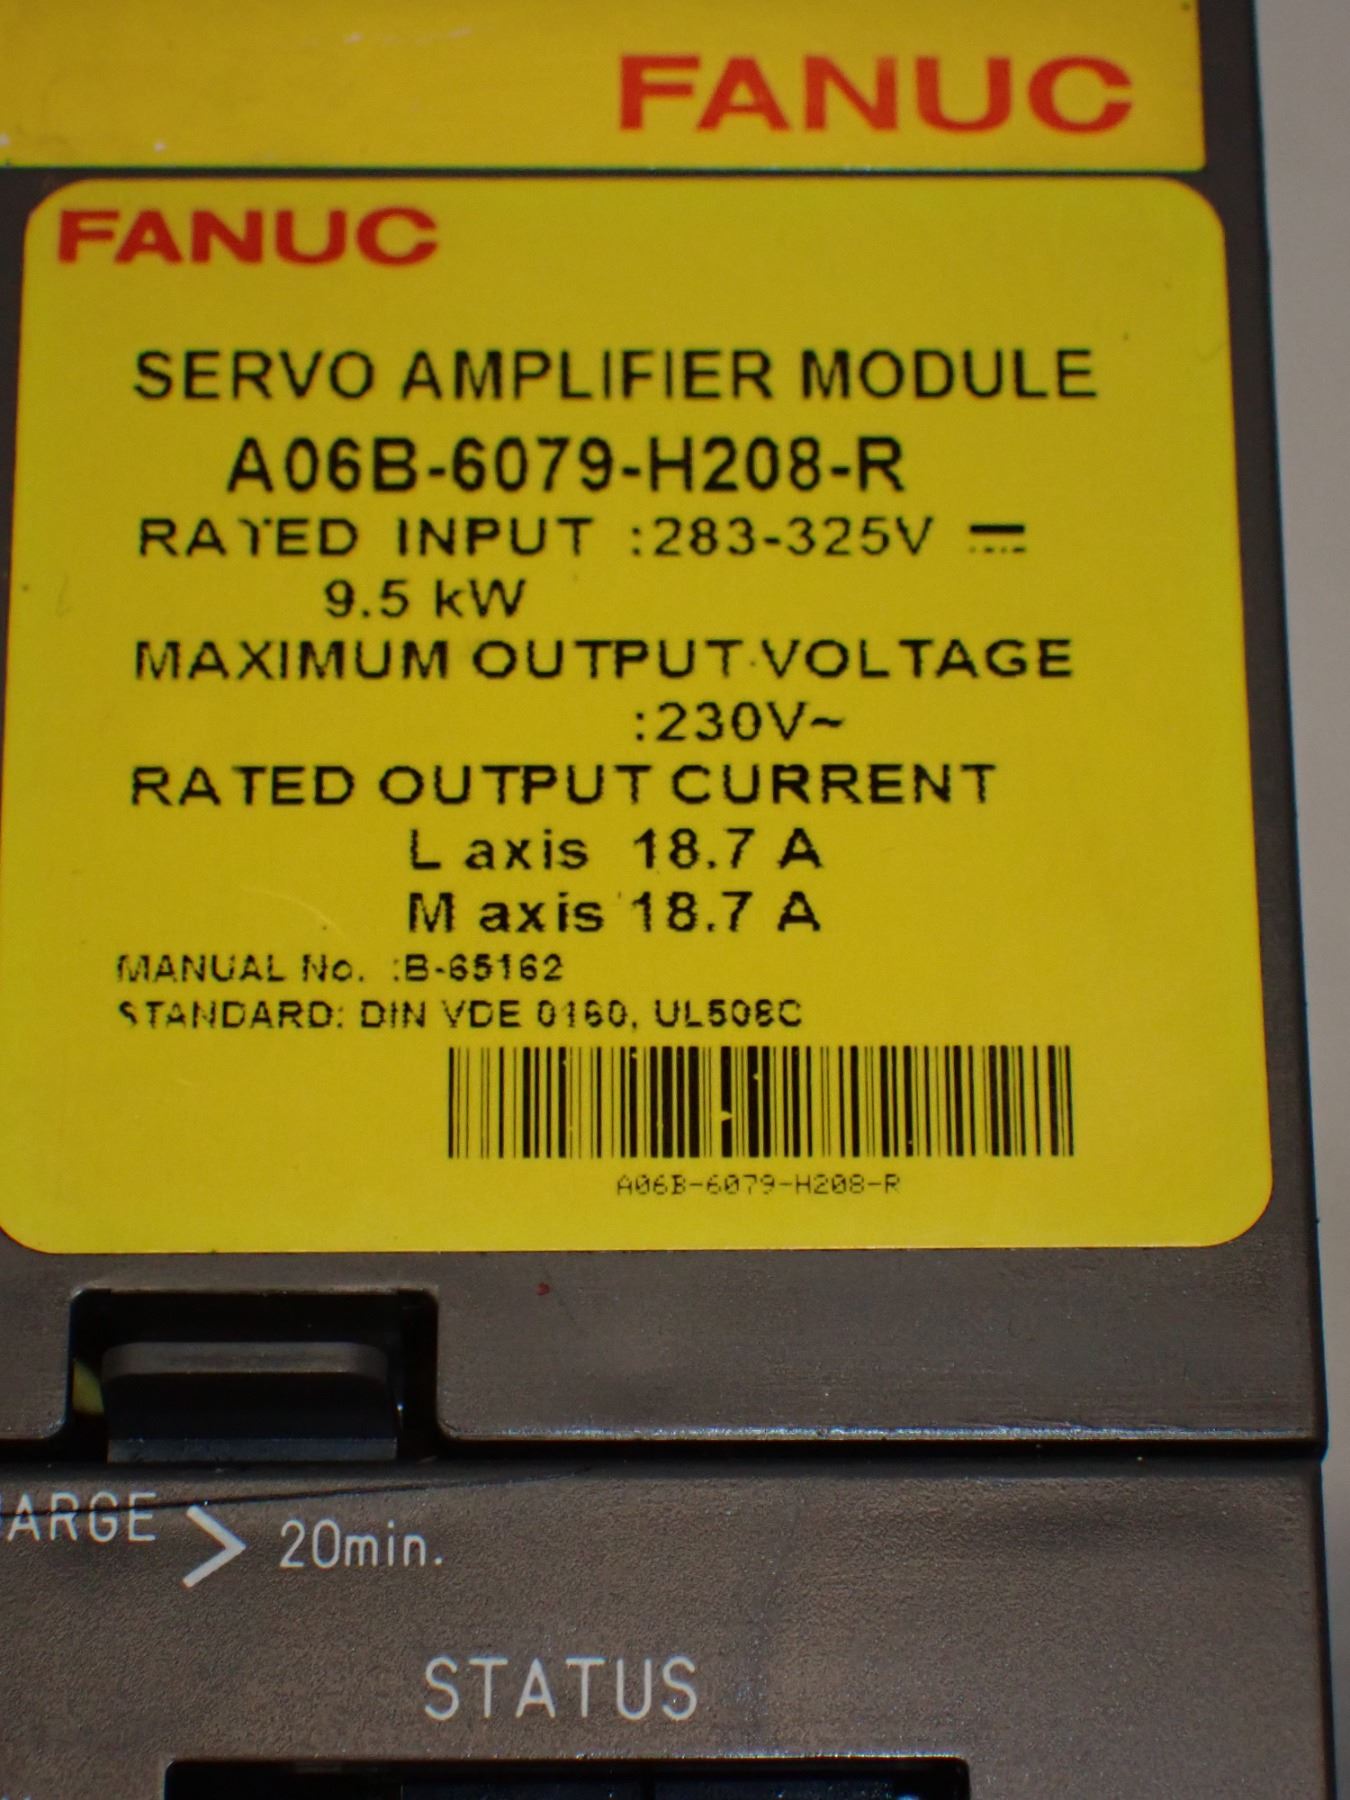 FANUC
FANUC
SERVO AMPLIFIER MODULE
A06B-6079-H208-R
RATED INPUT :283-325V ⎓
9.5 kW
MAXIMUM OUTPUT VOLTAGE
:230V~
RATED OUTPUT CURRENT
L axis 18.7 A
M axis 18.7 A
MANUAL No. :B-65162
STANDARD: DIN VDE 0160, UL508C
A06B-6079-H208-R
ARGE > 20min.
STATUS